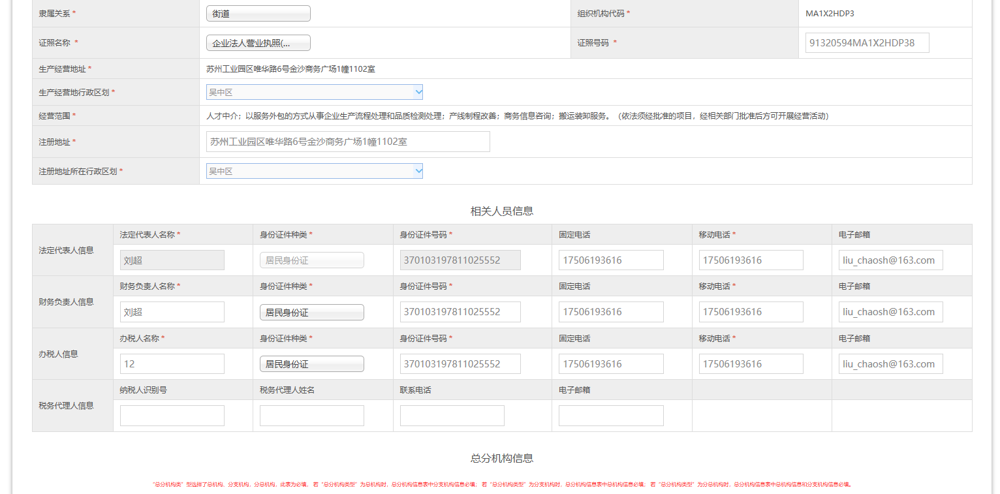 隶属关系 * 街道 组织机构代码 * MA1X2HDP3
证照名称 * 企业法人营业执照(... 证照号码 * 91320594MA1X2HDP38
生产经营地址 * 苏州工业园区唯华路6号金沙商务广场1幢1102室
生产经营地行政区划 * 吴中区
经营范围 * 人才中介；以服务外包的方式从事企业生产流程处理和品质检测处理；产线制程改善；商务信息咨询；搬运装卸服务。（依法须经批准的项目，经相关部门批准后方可开展经营活动）
注册地址 * 苏州工业园区唯华路6号金沙商务广场1幢1102室
注册地址所在行政区划 * 吴中区
相关人员信息
法定代表人名称 * 身份证件种类 * 身份证件号码 * 固定电话 移动电话 * 电子邮箱
法定代表人信息
刘超 居民身份证 370103197811025552 17506193616 17506193616 liu_chaosh@163.com
财务负责人名称 * 身份证件种类 * 身份证件号码 * 固定电话 移动电话 * 电子邮箱
财务负责人信息
刘超 居民身份证 370103197811025552 17506193616 17506193616 liu_chaosh@163.com
办税人名称 * 身份证件种类 * 身份证件号码 * 固定电话 移动电话 * 电子邮箱
办税人信息
12 居民身份证 370103197811025552 17506193616 17506193616 liu_chaosh@163.com
纳税人识别号 税务代理人姓名 联系电话 电子邮箱
税务代理人信息
总分机构信息
"总分机构类"型选择了总机构、分支机构，分总机构，此表为必填， 若"总分机构类型"为总机构时，总分机构信息表中分支机构信息必填； 若"总分机构类型"为分支机构时，总分机构信息表中总机构信息必填； 若"总分机构类型"为分总机构时，总分机构信息表中总机构信息和分支机构信息必填。